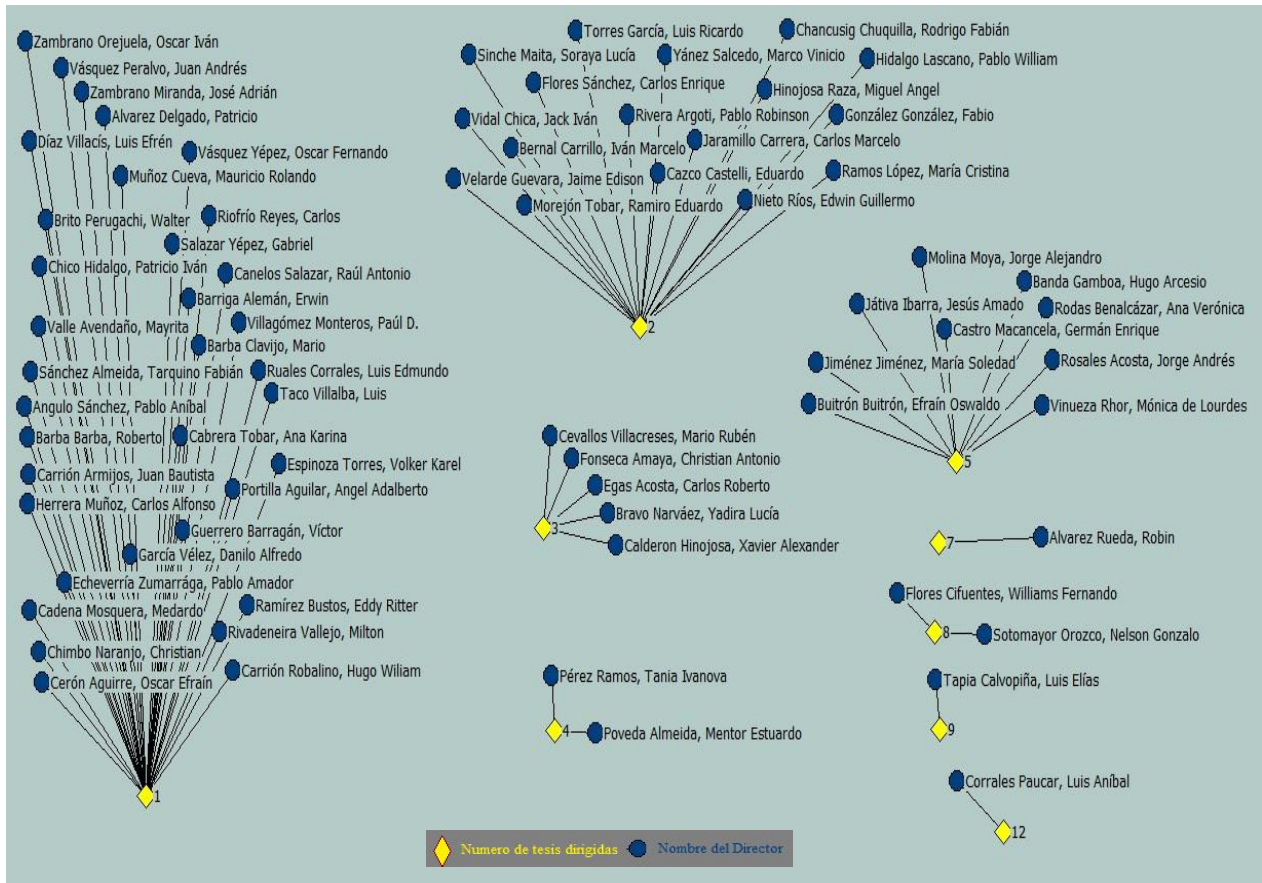 Zambrano Orejuela, Oscar Iván
Vásquez Peralvo, Juan Andrés
Zambrano Miranda, José Adrián
Alvarez Delgado, Patricio
Díaz Villacís, Luis Efrén
Vásquez Yépez, Oscar Fernando
Muñoz Cueva, Mauricio Rolando
Brito Perugachi, Walter
Riofrío Reyes, Carlos
Salazar Yépez, Gabriel
Chico Hidalgo, Patricio Iván
Canelos Salazar, Raúl Antonio
Barriga Alemán, Erwin
Valle Avendaño, Mayrita
Villagómez Monteros, Paúl D.
Barba Clavijo, Mario
Sánchez Almeida, Tarquino Fabián
Ruales Corrales, Luis Edmundo
Taco Villalba, Luis
Angulo Sánchez, Pablo Aníbal
Barba Barba, Roberto
Cabrera Tobar, Ana Karina
Espinoza Torres, Volker Karel
Carrión Armijos, Juan Bautista
Portilla Aguilar, Angel Adalberto
Herrera Muñoz, Carlos Alfonso
Guerrero Barragán, Víctor
García Vélez, Danilo Alfredo
Echeverría Zumarrága, Pablo Amador
Cadena Mosquera, Medardo
Ramírez Bustos, Eddy Ritter
Rivadeneira Vallejo, Milton
Chimbo Naranjo, Christian
Carrión Robalino, Hugo Wiliam
Cerón Aguirre, Oscar Efraín
1
Torres García, Luis Ricardo
Chancusig Chuquilla, Rodrigo Fabián
Sinche Maita, Soraya Lucía
Yánez Salcedo, Marco Vinicio
Hidalgo Lascano, Pablo William
Flores Sánchez, Carlos Enrique
Hinojosa Raza, Miguel Angel
Vidal Chica, Jack Iván
Rivera Argoti, Pablo Robinson
González González, Fabio
Bernal Carrillo, Iván Marcelo
Jaramillo Carrera, Carlos Marcelo
Velarde Guevara, Jaime Edison
Cazco Castelli, Eduardo
Ramos López, María Cristina
Morejón Tobar, Ramiro Eduardo
Nieto Ríos, Edwin Guillermo
2
Molina Moya, Jorge Alejandro
Banda Gamboa, Hugo Arcesio
Játiva Ibarra, Jesús Amado
Rodas Benalcázar, Ana Verónica
Castro Macancela, Germán Enrique
Jiménez Jiménez, María Soledad
Rosales Acosta, Jorge Andrés
Buitrón Buitrón, Efraín Oswaldo
Vinueza Rhor, Mónica de Lourdes
5
Cevallos Villacreses, Mario Rubén
Fonseca Amaya, Christian Antonio
Egas Acosta, Carlos Roberto
Bravo Narváez, Yadira Lucía
3
Calderon Hinojosa, Xavier Alexander
Alvarez Rueda, Robin
7
Flores Cifuentes, Williams Fernando
8
Sotomayor Orozco, Nelson Gonzalo
Pérez Ramos, Tania Ivanova
4
Poveda Almeida, Mentor Estuardo
Tapia Calvopiña, Luis Elías
9
Corrales Paucar, Luis Aníbal
12
Numero de tesis dirigidas
Nombre del Director